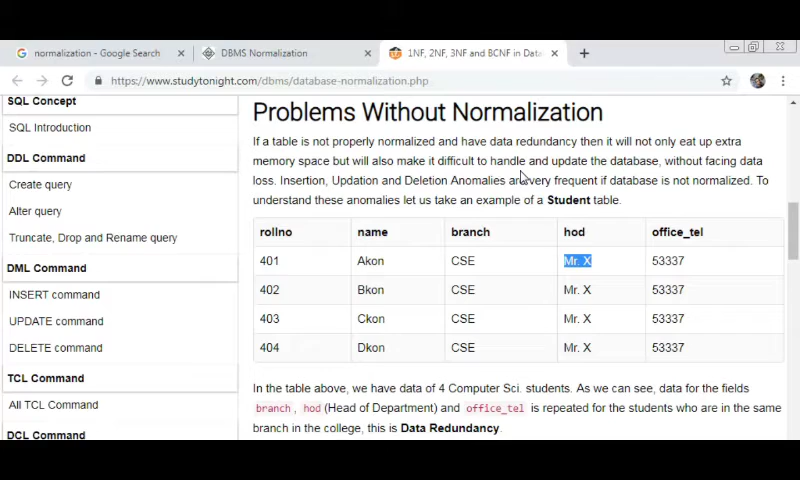 normalization - Google Search
DBMS Normalization
1NF, 2NF, 3NF and BCNF in Data
https://www.studytonight.com/dbms/database-normalization.php
SQL Concept
SQL Introduction
DDL Command
Create query
Alter query
Truncate, Drop and Rename query
DML Command
INSERT command
UPDATE command
DELETE command
TCL Command
All TCL Command
DCL Command
Problems Without Normalization
If a table is not properly normalized and have data redundancy then it will not only eat up extra
memory space but will also make it difficult to handle and update the database, without facing data
loss. Insertion, Updation and Deletion Anomalies are very frequent if database is not normalized. To
understand these anomalies let us take an example of a Student table.
rollno name branch hod office_tel
401 Akon CSE Mr. X 53337
402 Bkon CSE Mr. X 53337
403 Ckon CSE Mr. X 53337
404 Dkon CSE Mr. X 53337
In the table above, we have data of 4 Computer Sci. students. As we can see, data for the fields
branch, hod (Head of Department) and office_tel is repeated for the students who are in the same
branch in the college, this is Data Redundancy.